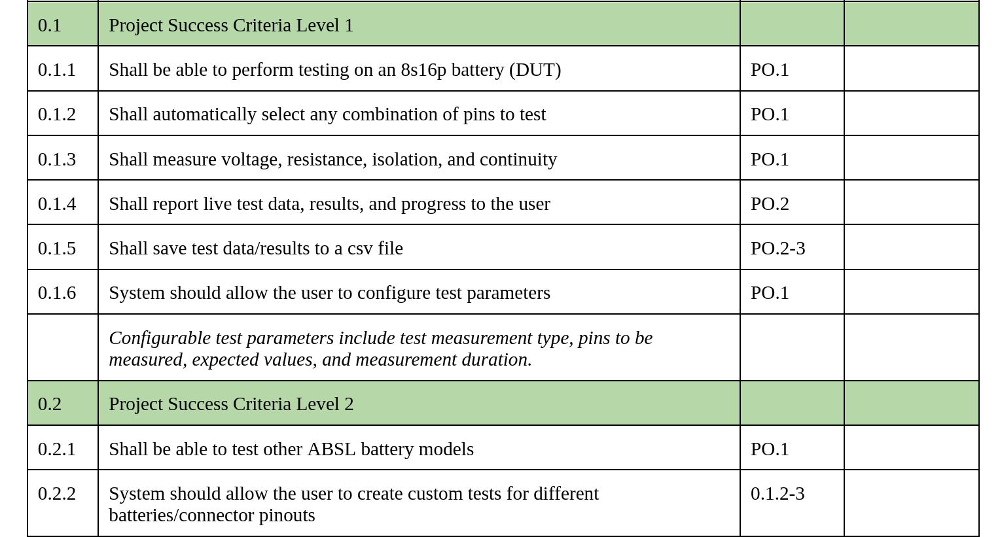 0.1 Project Success Criteria Level 1
0.1.1 Shall be able to perform testing on an 8s16p battery (DUT) PO.1
0.1.2 Shall automatically select any combination of pins to test PO.1
0.1.3 Shall measure voltage, resistance, isolation, and continuity PO.1
0.1.4 Shall report live test data, results, and progress to the user PO.2
0.1.5 Shall save test data/results to a csv file PO.2-3
0.1.6 System should allow the user to configure test parameters PO.1
Configurable test parameters include test measurement type, pins to be
measured, expected values, and measurement duration.
0.2 Project Success Criteria Level 2
0.2.1 Shall be able to test other ABSL battery models PO.1
0.2.2 System should allow the user to create custom tests for different 0.1.2-3
batteries/connector pinouts